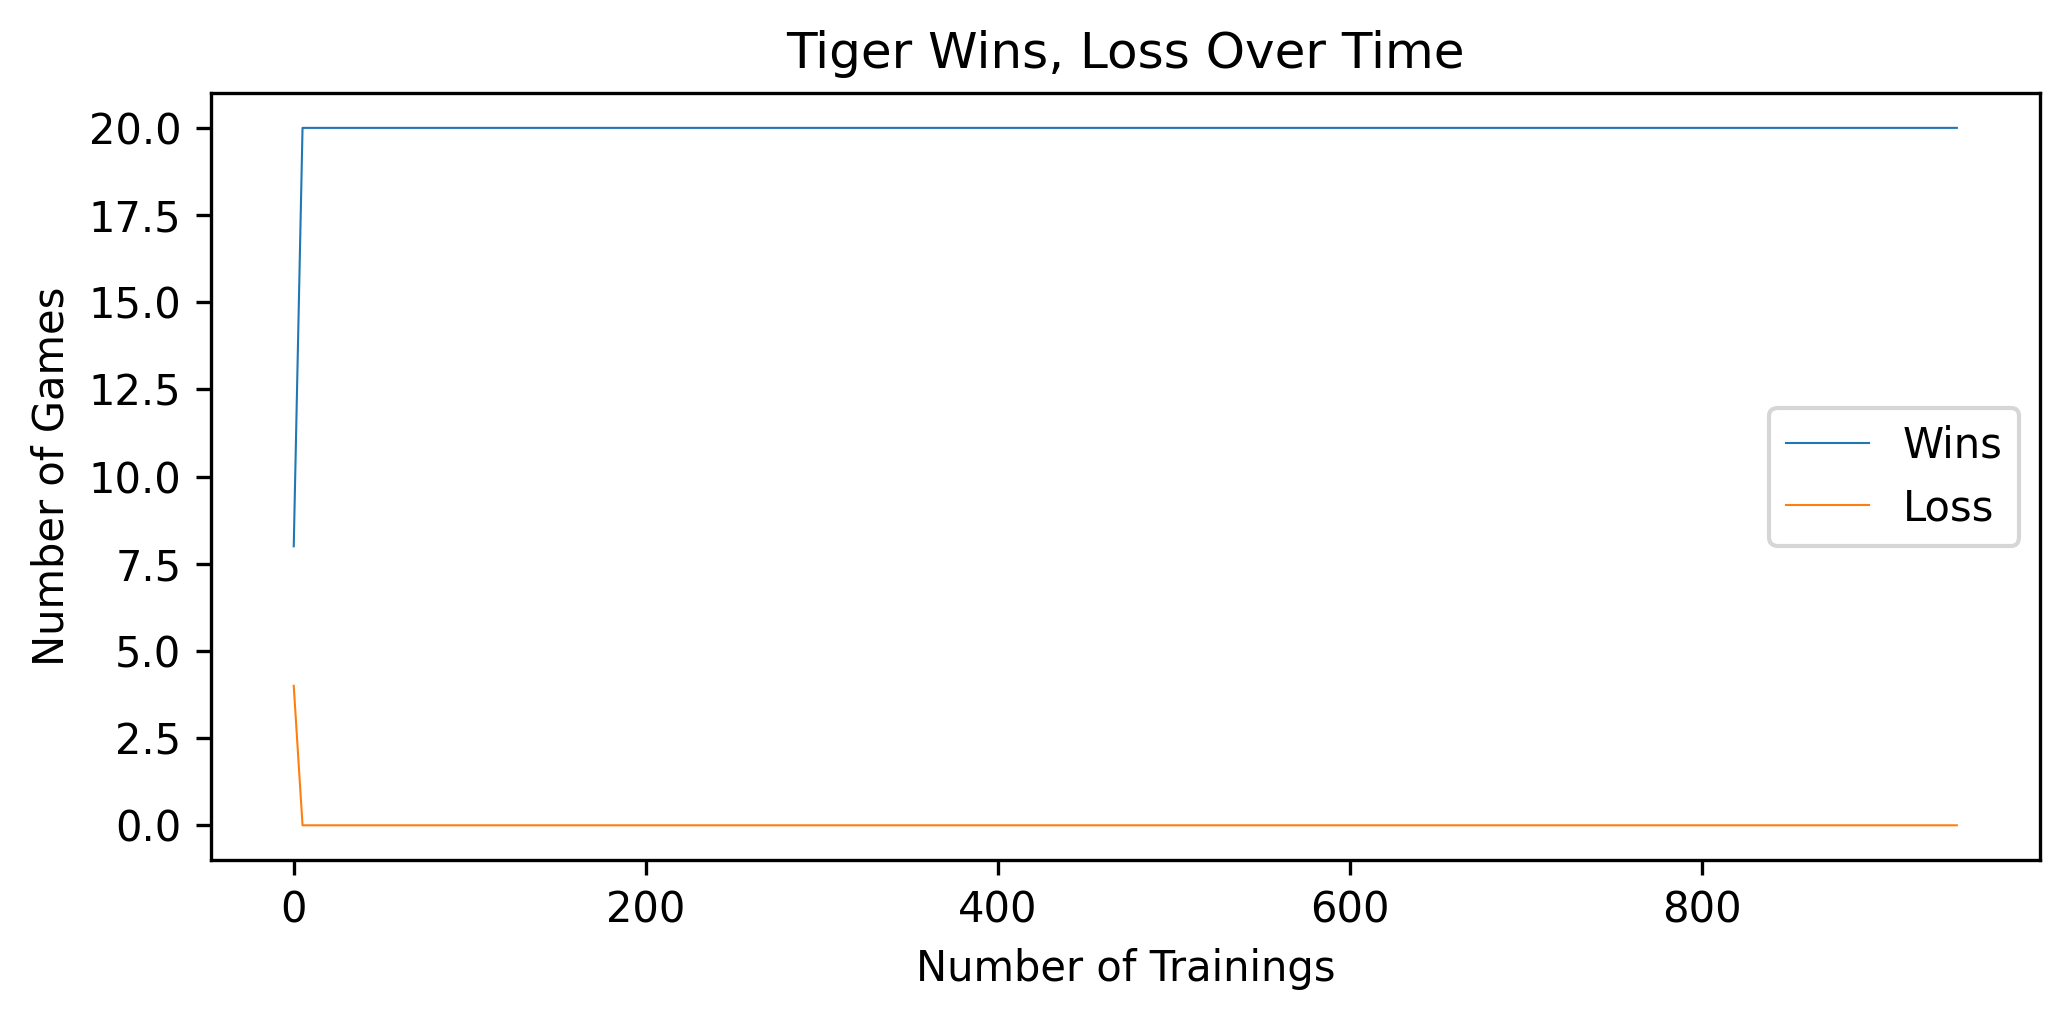 Tiger Wins, Loss Over Time
20.0
17.5
15.0
12.5
10.0
7.5
5.0
2.5
0.0
Number of Games
Wins
Loss
0 200 400 600 800
Number of Trainings